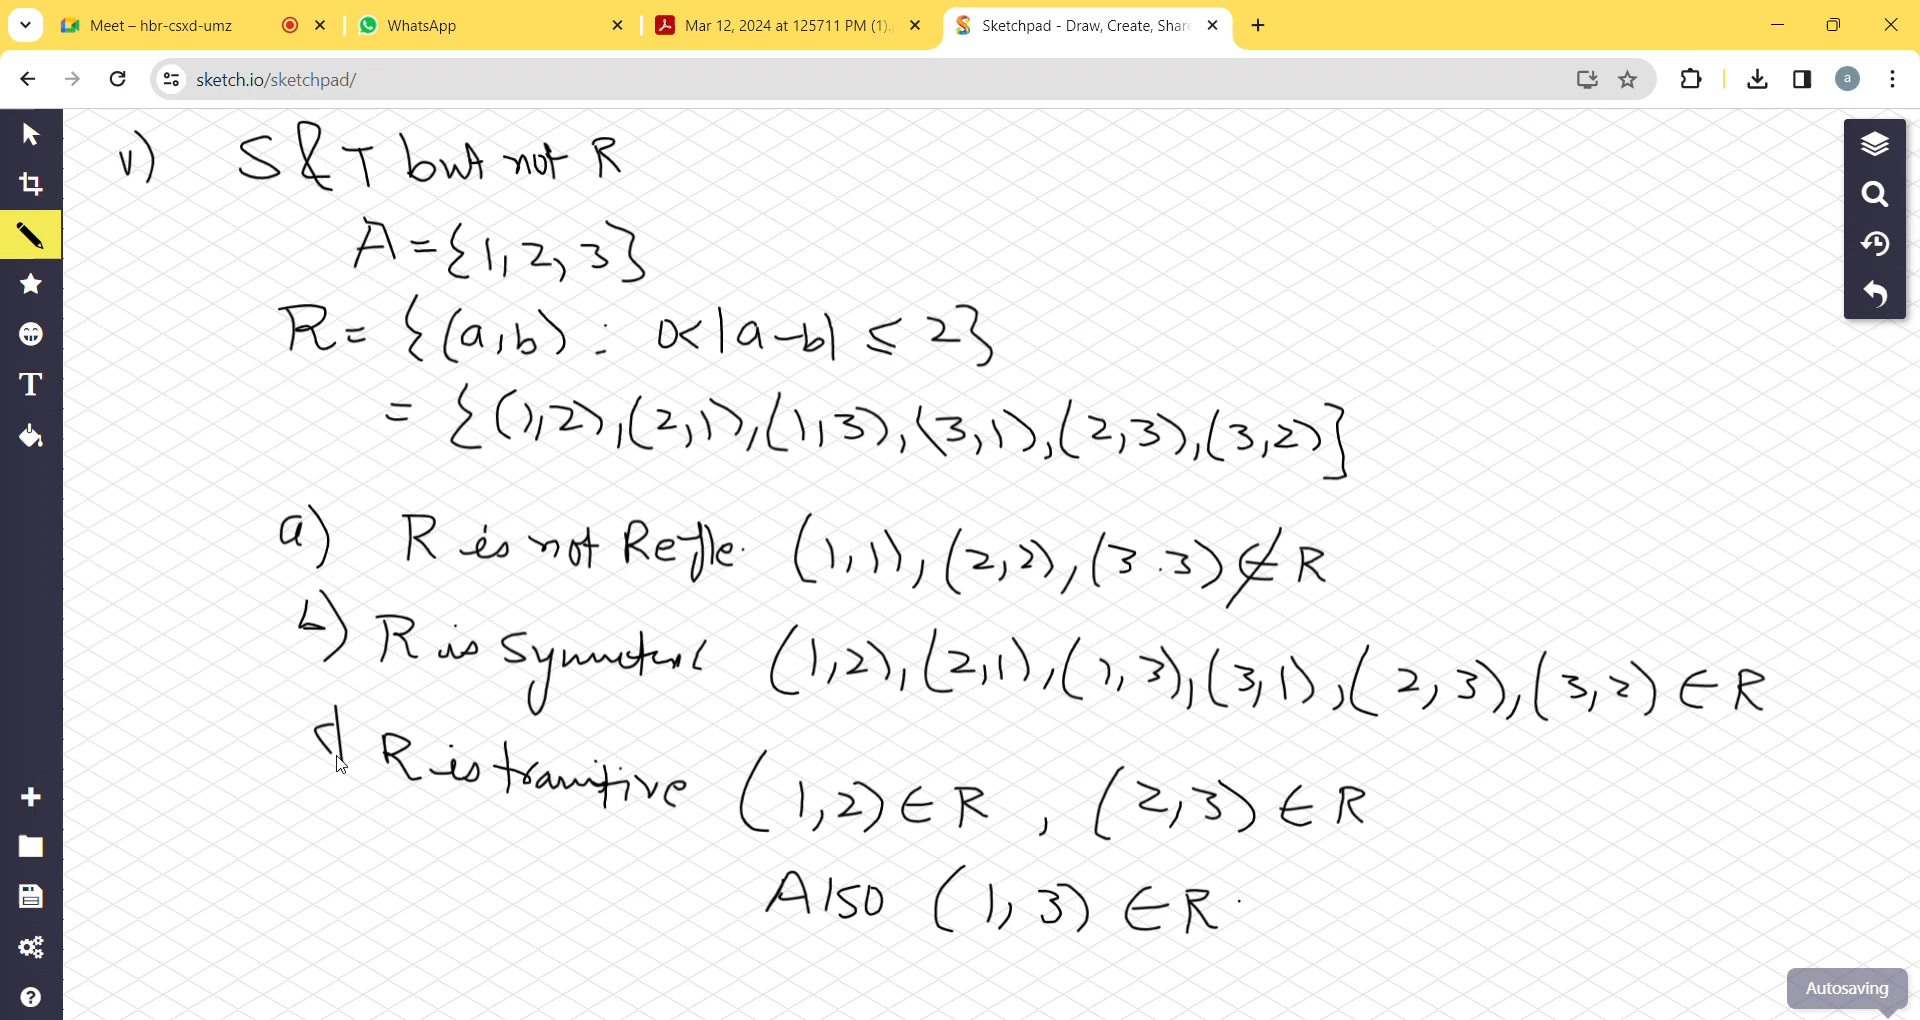 Meet – hbr-csxd-umz
WhatsApp
Mar 12, 2024 at 125711 PM (1).
Sketchpad - Draw, Create, Share
sketch.io/sketchpad/
a
v) S & T but not R
A = {1, 2, 3}
R = {(a, b) : 0 < |a - b| ≤ 2}
= {(1,2), (2,1), (1,3), (3,1), (2,3), (3,2)}
a) R is not Refle. (1,1), (2,2), (3.3) ∉ R
b) R is Symmetric (1,2), (2,1), (1,3), (3,1), (2,3), (3,2) ∈ R
c) R is transitive (1,2) ∈ R , (2,3) ∈ R
Also (1, 3) ∈ R.
T
Autosaving